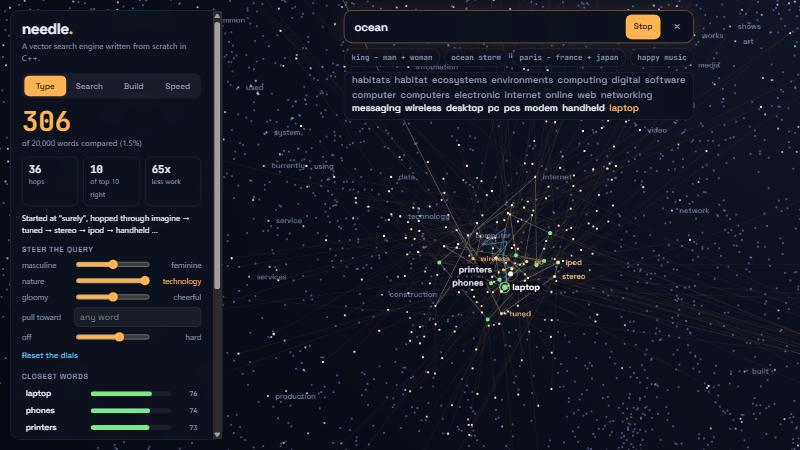 needle.
A vector search engine written from scratch in
C++.
Type Search Build Speed
306
of 20,000 words compared (1.5%)
36
hops
10
of top 10
right
65x
less work
Started at "surely", hopped through imagine →
tuned → stereo → ipod → handheld ...
STEER THE QUERY
masculine feminine
nature technology
gloomy cheerful
pull toward any word
off hard
Reset the dials
CLOSEST WORDS
laptop 76
phones 74
printers 73
ocean Stop ×
king - man + woman ocean storm paris - france + japan happy music
habitats habitat ecosystems environments computing digital software
computer computers electronic internet online web networking
messaging wireless desktop pc pcs modem handheld laptop
works
shows
art
media
used
information
system
video
currently
using
data
internet
technology
service
network
computer
wireless
ipod
printers
stereo
services
phones
laptop
construction
tuned
built
production